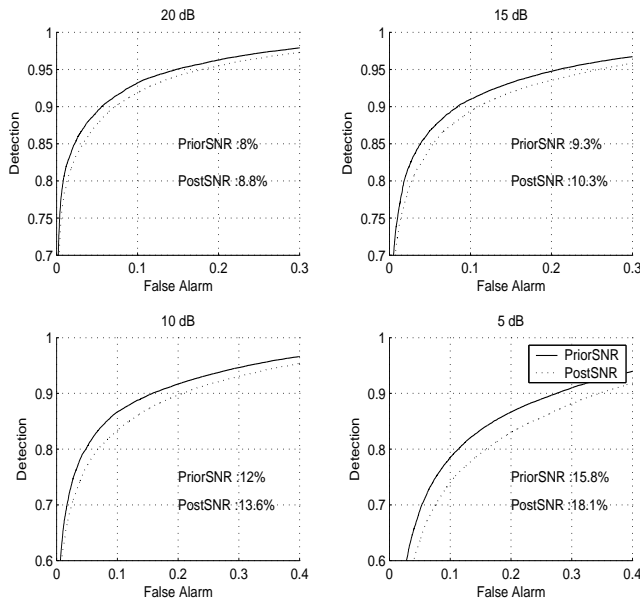 20 dB
1
0.95
0.9
0.85
0.8
0.75
0.7
Detection
PriorSNR :8%
PostSNR :8.8%
0 0.1 0.2 0.3
False Alarm
15 dB
1
0.95
0.9
0.85
0.8
0.75
0.7
Detection
PriorSNR :9.3%
PostSNR :10.3%
0 0.1 0.2 0.3
False Alarm
10 dB
1
0.9
0.8
0.7
0.6
Detection
PriorSNR :12%
PostSNR :13.6%
0 0.1 0.2 0.3 0.4
False Alarm
5 dB
1
0.9
0.8
0.7
0.6
Detection
PriorSNR
PostSNR
PriorSNR :15.8%
PostSNR :18.1%
0 0.1 0.2 0.3 0.4
False Alarm